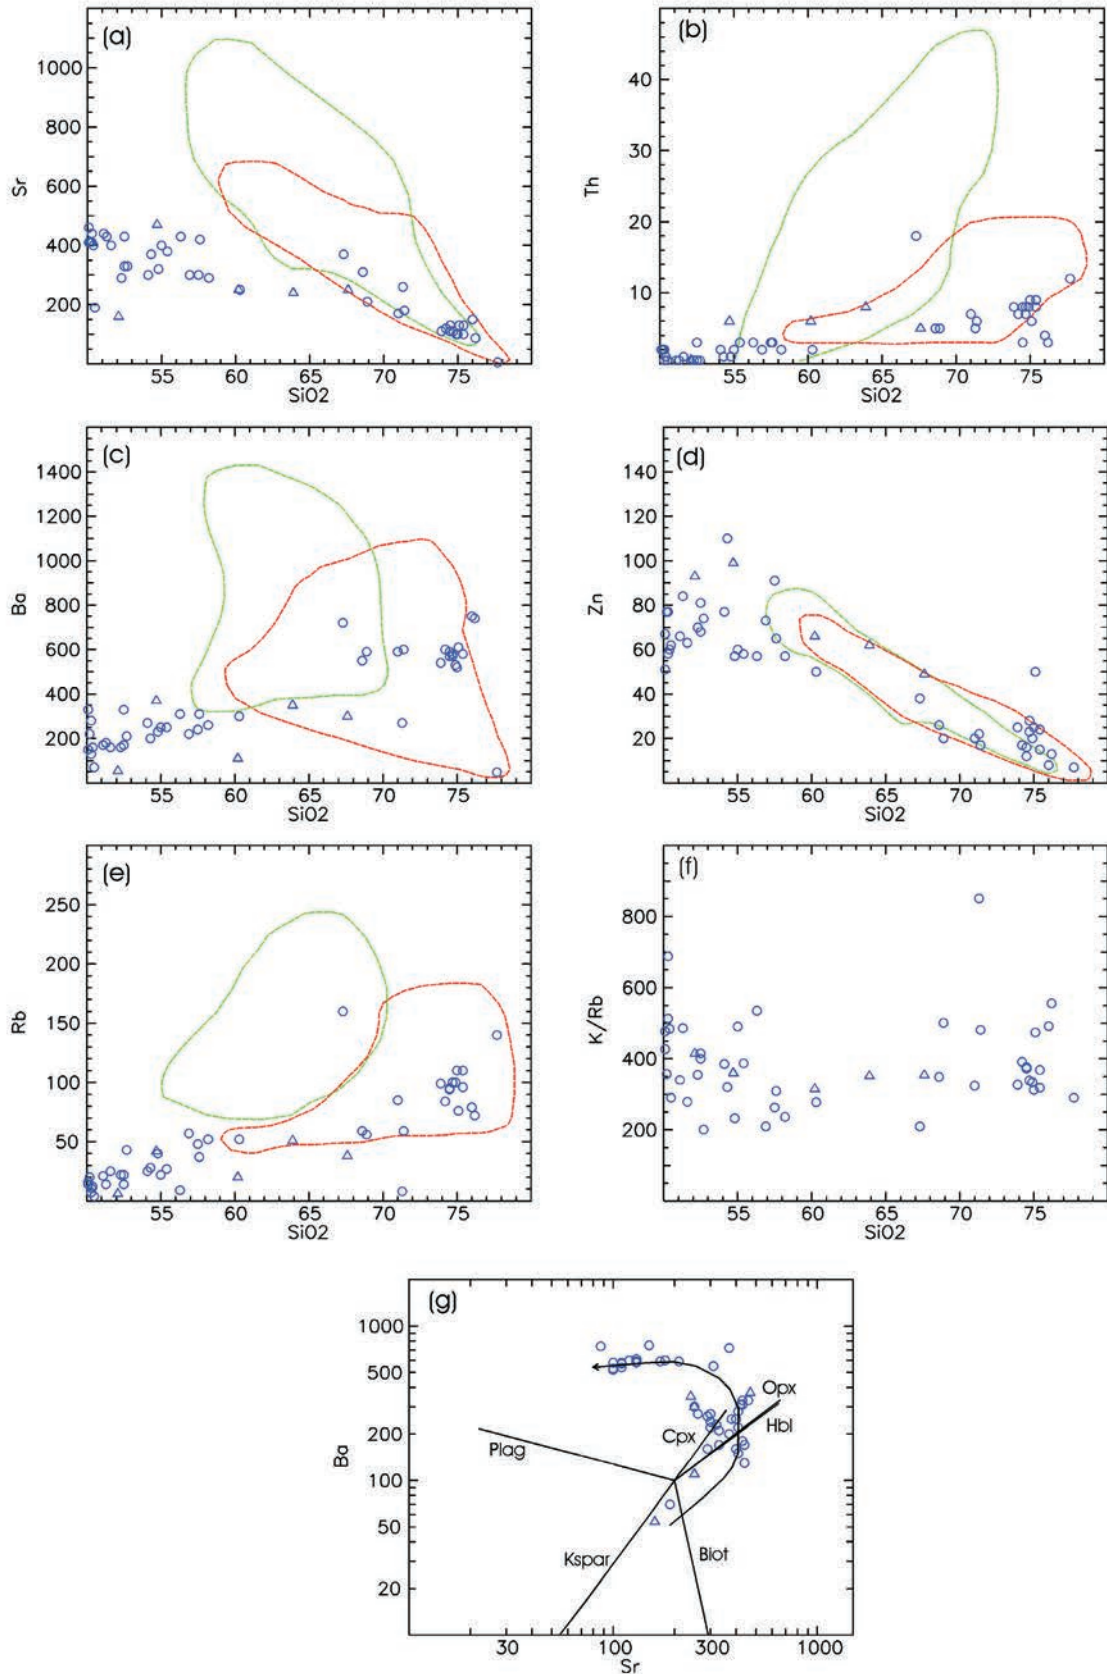 (a)
1000
800
600
400
200
Sr
55 60 65 70 75
SiO2
(b)
40
30
20
10
Th
55 60 65 70 75
SiO2
(c)
1400
1200
1000
800
600
400
200
Ba
55 60 65 70 75
SiO2
(d)
140
120
100
80
60
40
20
Zn
55 60 65 70 75
SiO2
(e)
250
200
150
100
50
Rb
55 60 65 70 75
SiO2
(f)
800
600
400
200
K/Rb
55 60 65 70 75
SiO2
(g)
1000
500
200
100
50
20
Ba
Opx
Hbl
Cpx
Plag
Kspar
Biot
30 100 300 1000
Sr